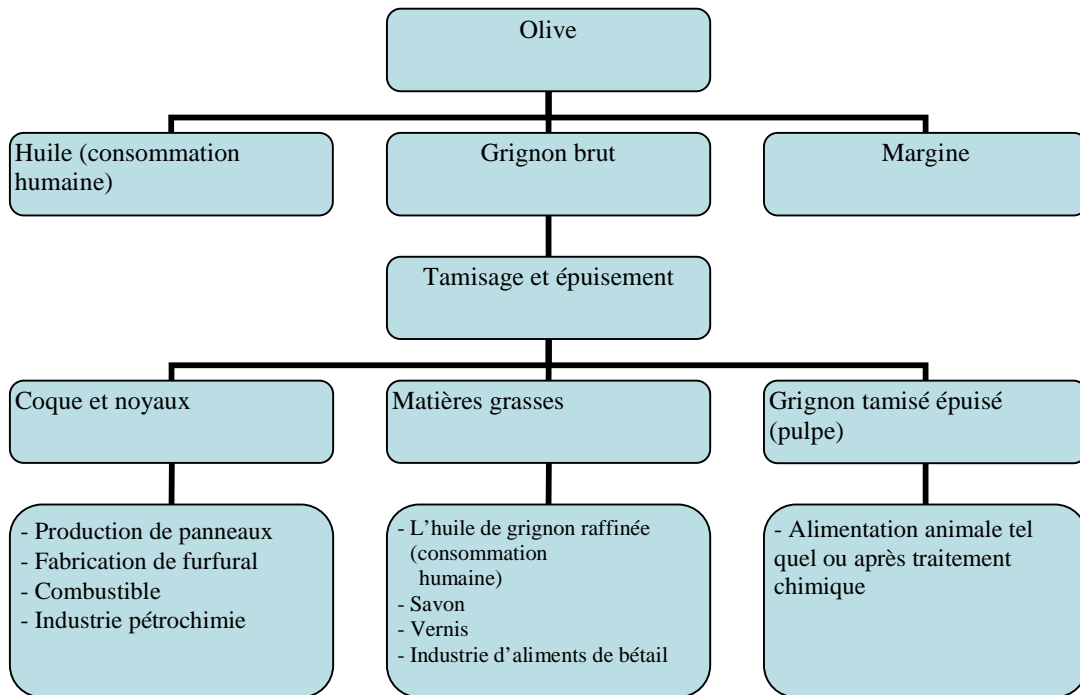 Olive
Huile (consommation
humaine)
Grignon brut
Margine
Tamisage et épuisement
Coque et noyaux
Matières grasses
Grignon tamisé épuisé
(pulpe)
- Production de panneaux
- Fabrication de furfural
- Combustible
- Industrie pétrochimie
- L’huile de grignon raffinée
(consommation
humaine)
- Savon
- Vernis
- Industrie d’aliments de bétail
- Alimentation animale tel
quel ou après traitement
chimique